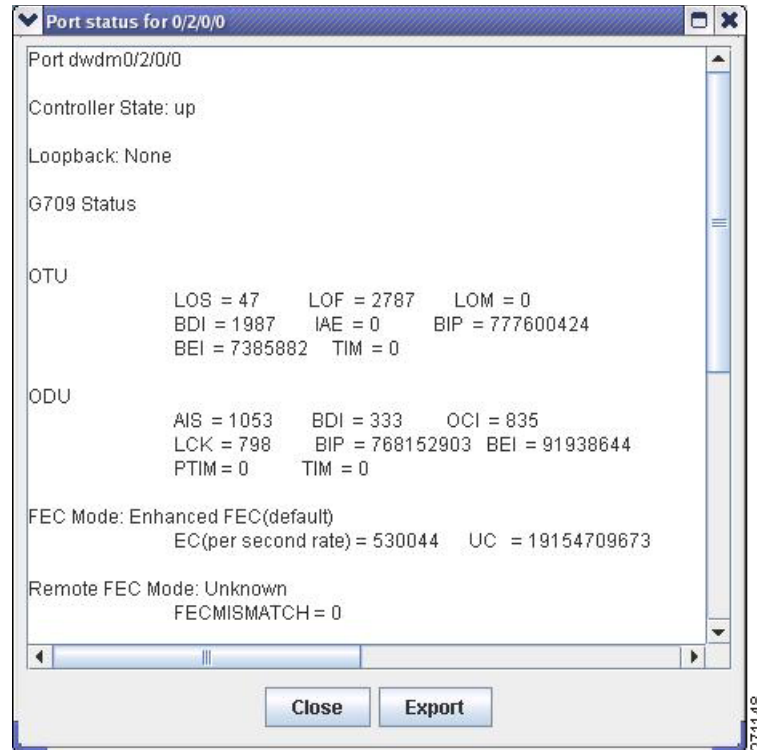 Port status for 0/2/0/0
Port dwdm0/2/0/0
Controller State: up
Loopback: None
G709 Status
OTU
LOS = 47 LOF = 2787 LOM = 0
BDI = 1987 IAE = 0 BIP = 777600424
BEI = 7385882 TIM = 0
ODU
AIS = 1053 BDI = 333 OCI = 835
LCK = 798 BIP = 768152903 BEI = 91938644
PTIM = 0 TIM = 0
FEC Mode: Enhanced FEC(default)
EC(per second rate) = 530044 UC = 19154709673
Remote FEC Mode: Unknown
FECMISMATCH = 0
Close Export
271148